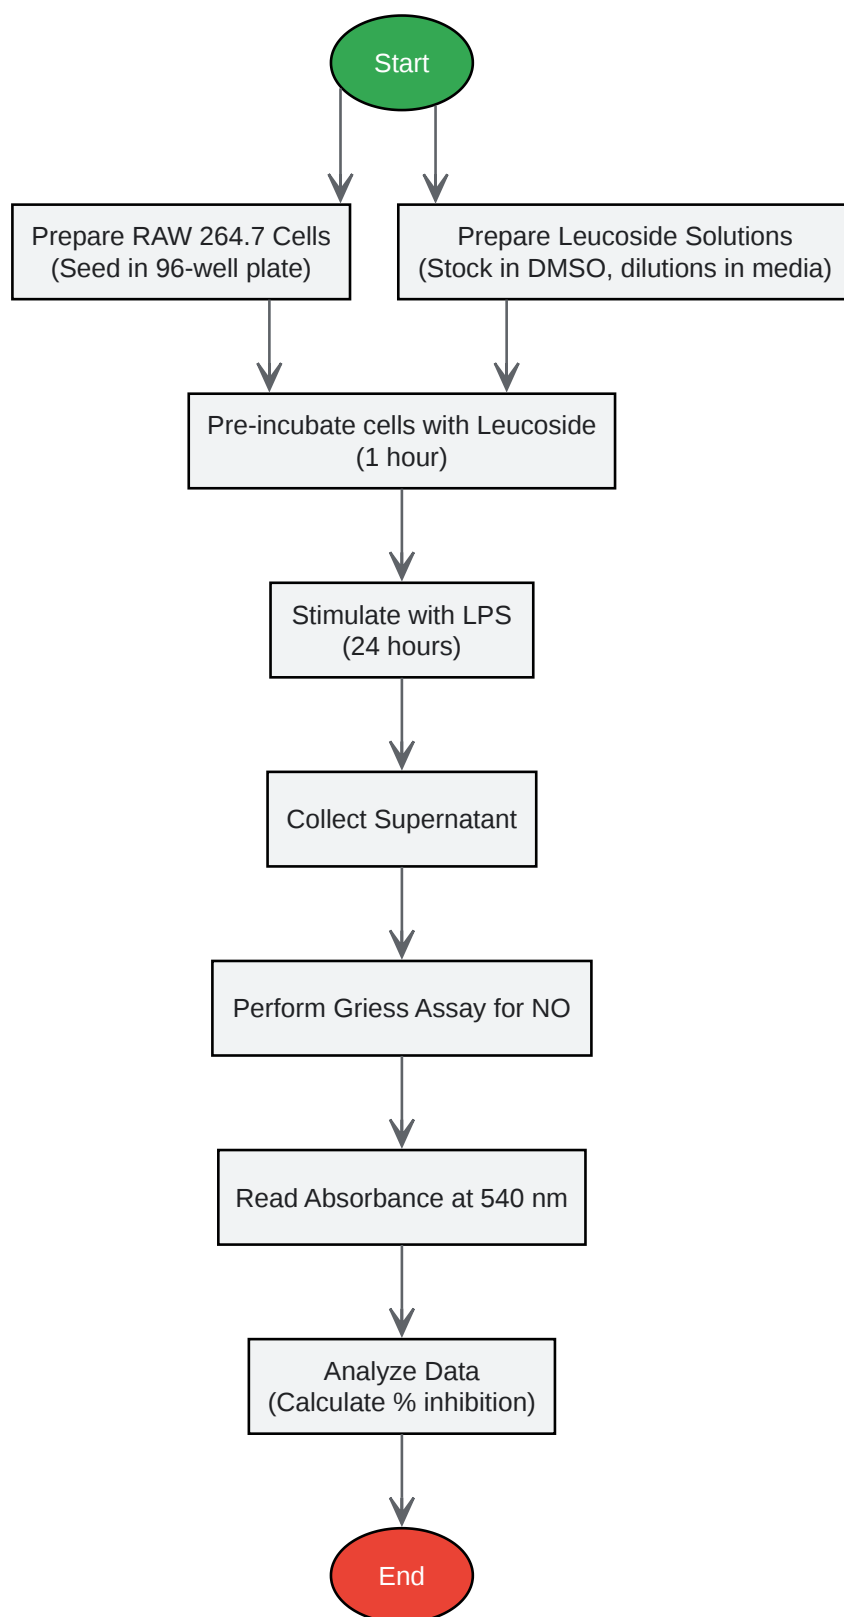 Start
Prepare RAW 264.7 Cells
(Seed in 96-well plate)
Prepare Leucoside Solutions
(Stock in DMSO, dilutions in media)
Pre-incubate cells with Leucoside
(1 hour)
Stimulate with LPS
(24 hours)
Collect Supernatant
Perform Griess Assay for NO
Read Absorbance at 540 nm
Analyze Data
(Calculate % inhibition)
End